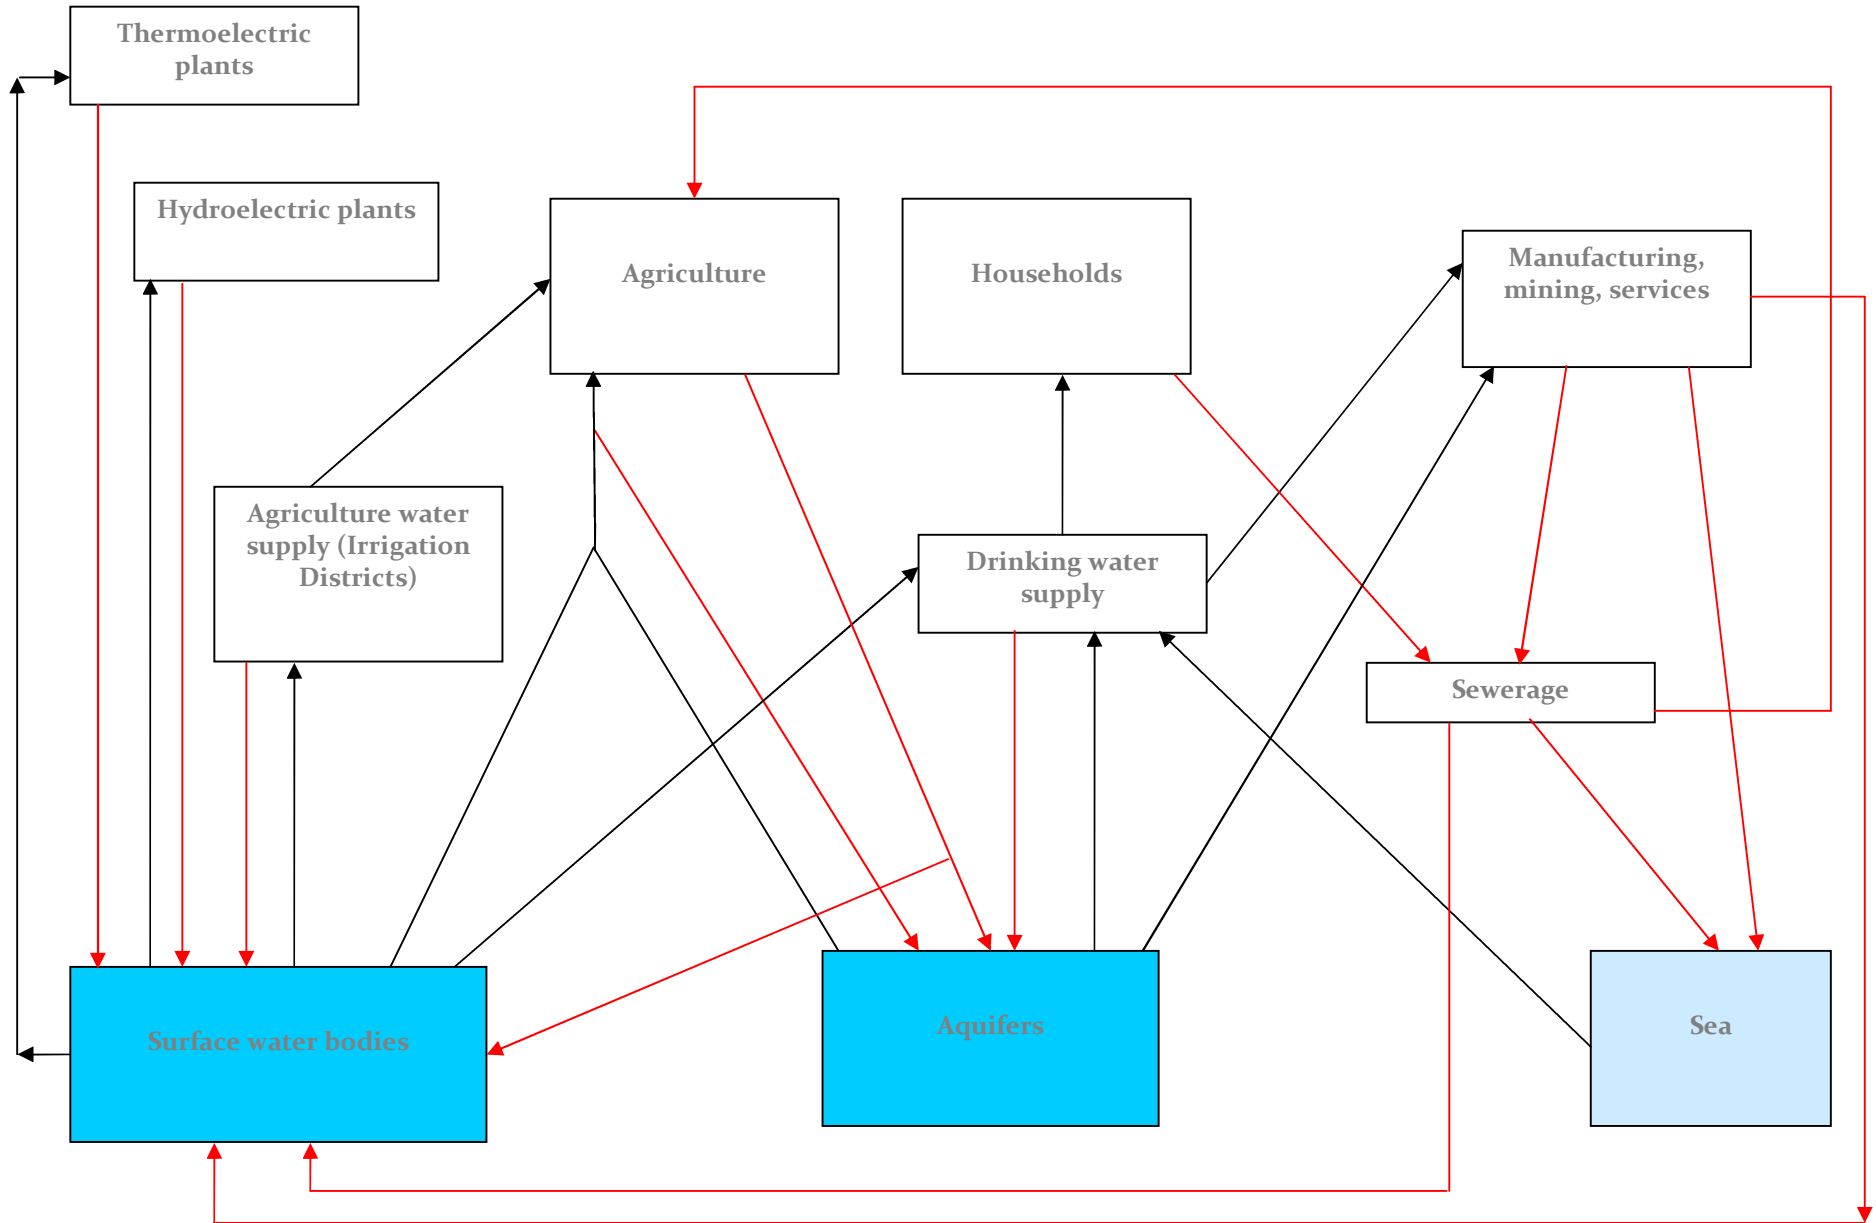 Thermoelectric
plants
Hydroelectric plants
Agriculture
Households
Manufacturing,
mining, services
Agriculture water
supply (Irrigation
Districts)
Drinking water
supply
Sewerage
Surface water bodies
Aquifers
Sea